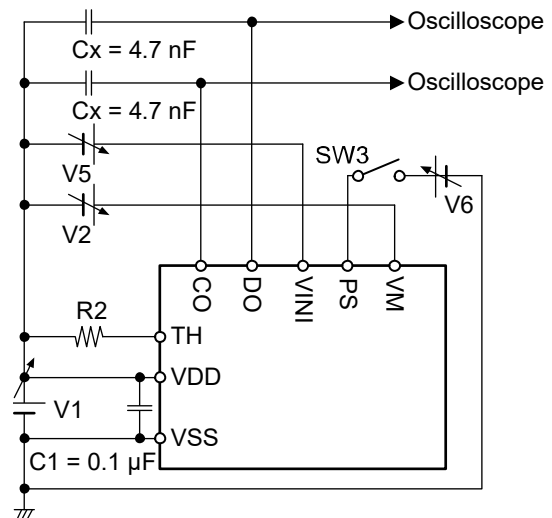 Oscilloscope
Cx = 4.7 nF
Oscilloscope
Cx = 4.7 nF
SW3
V5
V6
V2
CO
DO
VINI
PS
VM
R2
TH
VDD
V1
VSS
C1 = 0.1 µF